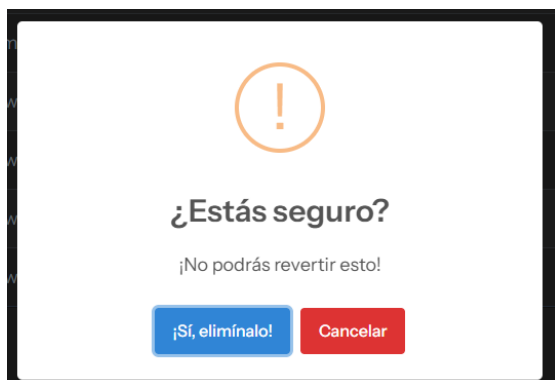 !
¿Estás seguro?
¡No podrás revertir esto!
¡Sí, elimínalo!
Cancelar